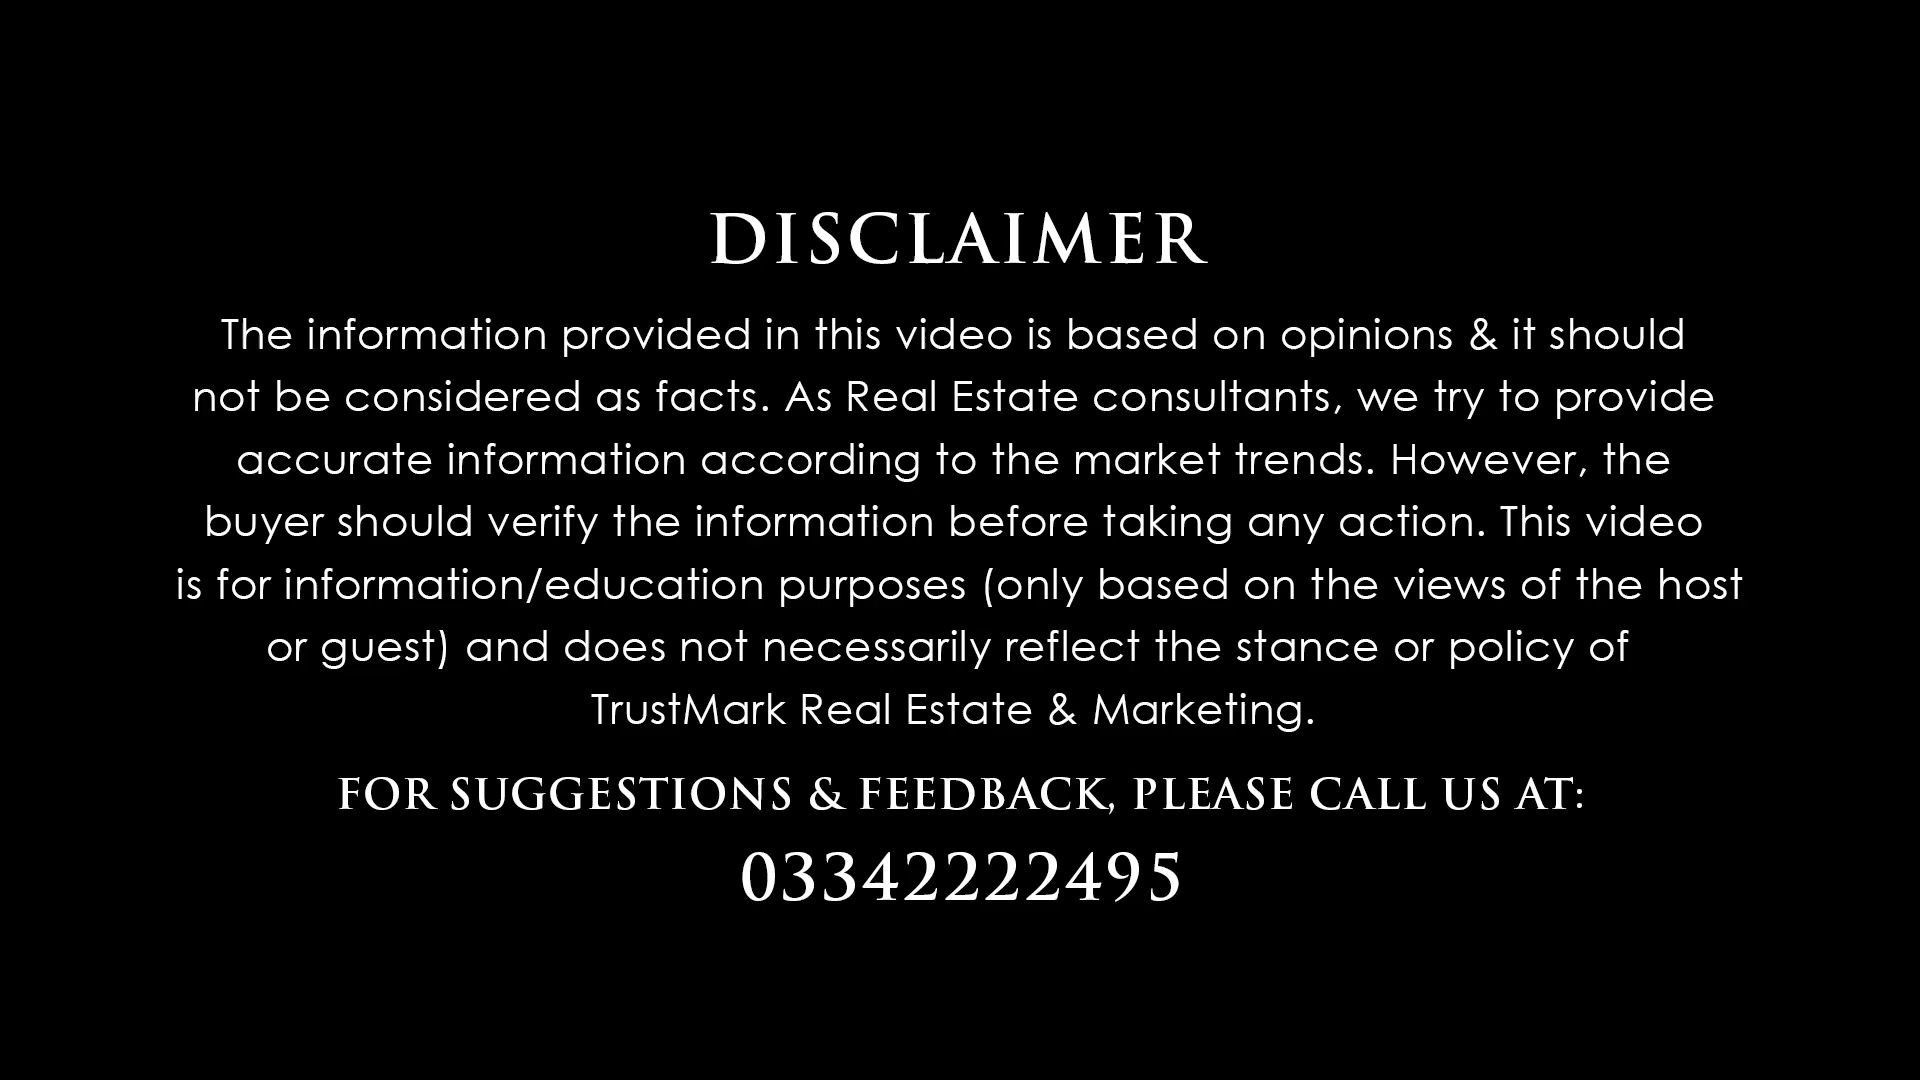 DISCLAIMER
The information provided in this video is based on opinions & it should
not be considered as facts. As Real Estate consultants, we try to provide
accurate information according to the market trends. However, the
buyer should verify the information before taking any action. This video
is for information/education purposes (only based on the views of the host
or guest) and does not necessarily reflect the stance or policy of
TrustMark Real Estate & Marketing.
FOR SUGGESTIONS & FEEDBACK, PLEASE CALL US AT:
03342222495